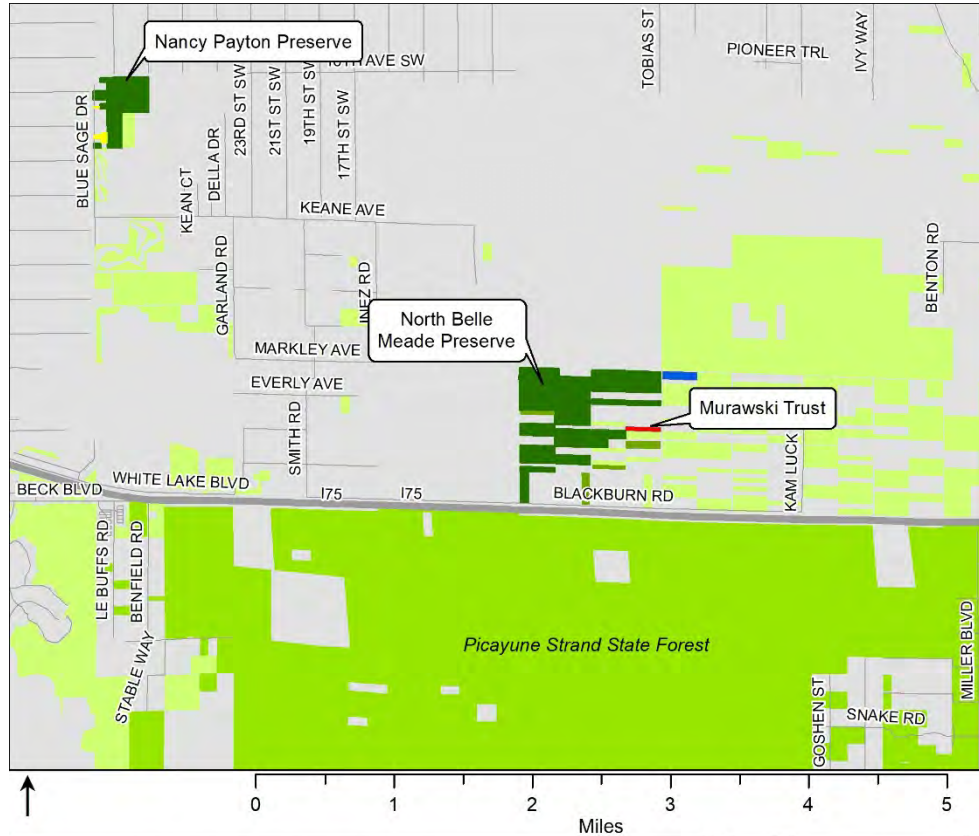 Nancy Payton Preserve
TOBIAS ST
PIONEER TRL
IVY WAY
AVE SW
BLUE SAGE DR
KEAN CT
DELLA DR
23RD ST SW
21ST ST SW
19TH ST SW
17TH ST SW
KEANE AVE
GARLAND RD
INEZ RD
BENTON RD
North Belle
Meade Preserve
MARKLEY AVE
EVERLY AVE
Murawski Trust
SMITH RD
KAM LUCK
WHITE LAKE BLVD
BECK BLVD
I75
I75
BLACKBURN RD
LE BUFFS RD
BENFIELD RD
Picayune Strand State Forest
STABLE WAY
MILLER BLVD
GOSHEN ST
SNAKE RD
0 1 2 3 4 5
Miles